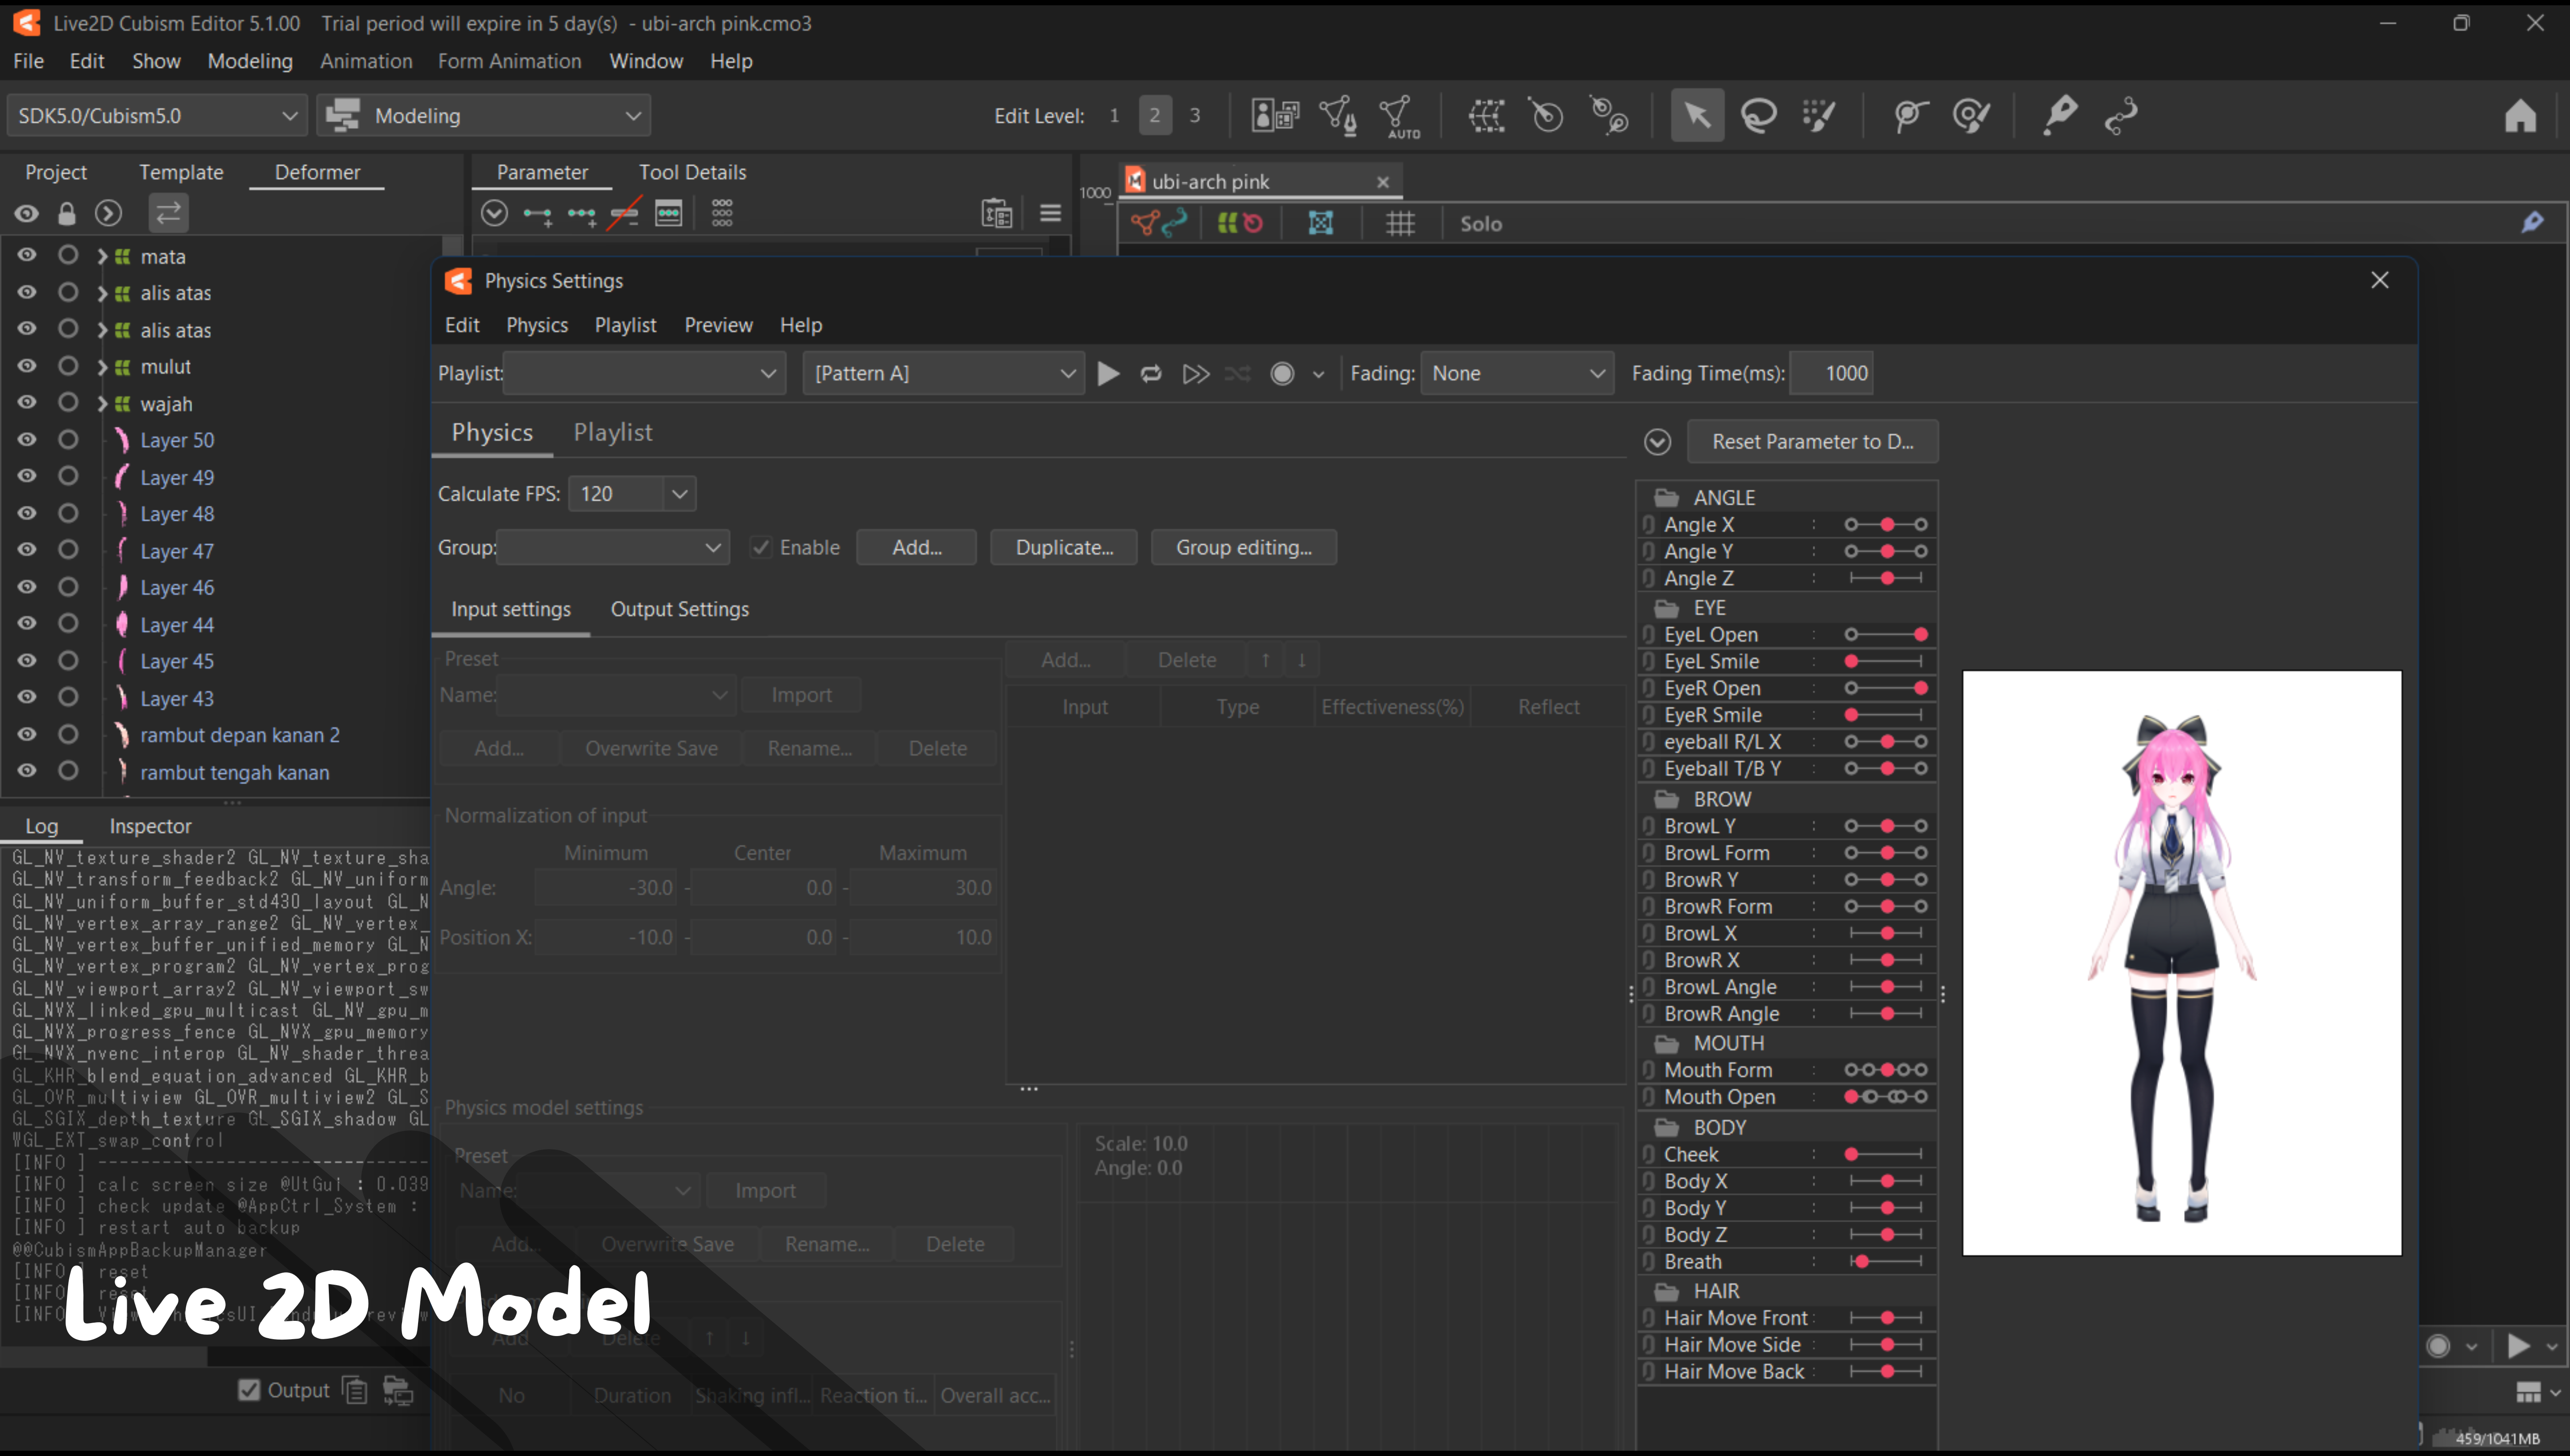 Live2D Cubism Editor 5.1.00 Trial period will expire in 5 day(s) - ubi-arch pink.cmo3
File Edit Show Modeling Animation Form Animation Window Help
SDK5.0/Cubism5.0 Modeling Edit Level: 1 2 3 AUTO
Project Template Deformer Parameter Tool Details
1000 ubi-arch pink
Solo
mata
alis atas
alis atas
mulut
wajah
Layer 50
Layer 49
Layer 48
Layer 47
Layer 46
Layer 44
Layer 45
Layer 43
rambut depan kanan 2
rambut tengah kanan
Log Inspector
GL_NV_texture_shader2 GL_NV_texture_sha
GL_NV_transform_feedback2 GL_NV_uniform
GL_NV_uniform_buffer_std430_layout GL_N
GL_NV_vertex_array_range2 GL_NV_vertex_
GL_NV_vertex_buffer_unified_memory GL_N
GL_NV_vertex_program2 GL_NV_vertex_prog
GL_NV_viewport_array2 GL_NV_viewport_sw
GL_NVX_linked_gpu_multicast GL_NV_gpu_m
GL_NVX_progress_fence GL_NVX_gpu_memory
GL_NVX_nvenc_interop GL_NV_shader_threa
GL_KHR_blend_equation_advanced GL_KHR_b
GL_OVR_multiview GL_OVR_multiview2 GL_S
GL_SGIX_depth_texture GL_SGIX_shadow GL
WGL_EXT_swap_control
[INFO ] --------------------------------
[INFO ] calc screen size @UtGui : 0.039
[INFO ] check update @AppCtrl_System :
[INFO ] restart auto backup
@@CubismAppBackupManager
[INFO ] reset
[INFO reset
[INFO
Live 2D Model
Output
Physics Settings
Edit Physics Playlist Preview Help
Playlist: [Pattern A] Fading: None Fading Time(ms): 1000
Physics Playlist
Calculate FPS: 120
Group: Enable Add... Duplicate... Group editing...
Input settings Output Settings
Preset
Name: Import
Add... Overwrite Save Rename... Delete
Normalization of input
Minimum Center Maximum
Angle: -30.0 - 0.0 - 30.0
Position X: -10.0 - 0.0 - 10.0
Add... Delete ↑ ↓
Input Type Effectiveness(%) Reflect
Physics model settings
Preset
Name: Import
Add... Overwrite Save Rename... Delete
Add Delete ↑ ↓
No Duration Shaking infl... Reaction ti... Overall acc...
Scale: 10.0
Angle: 0.0
Reset Parameter to D...
ANGLE
Angle X :
Angle Y :
Angle Z :
EYE
EyeL Open :
EyeL Smile :
EyeR Open :
EyeR Smile :
eyeball R/L X :
Eyeball T/B Y :
BROW
BrowL Y :
BrowL Form :
BrowR Y :
BrowR Form :
BrowL X :
BrowR X :
BrowL Angle :
BrowR Angle :
MOUTH
Mouth Form :
Mouth Open :
BODY
Cheek :
Body X :
Body Y :
Body Z :
Breath :
HAIR
Hair Move Front :
Hair Move Side :
Hair Move Back :
459/1041MB